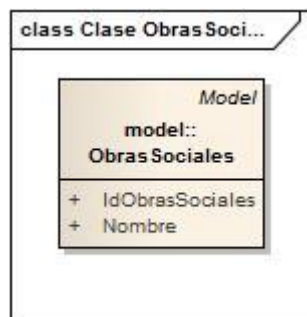 class Clase ObrasSoci...
Model
model::
ObrasSociales
+ IdObrasSociales
+ Nombre